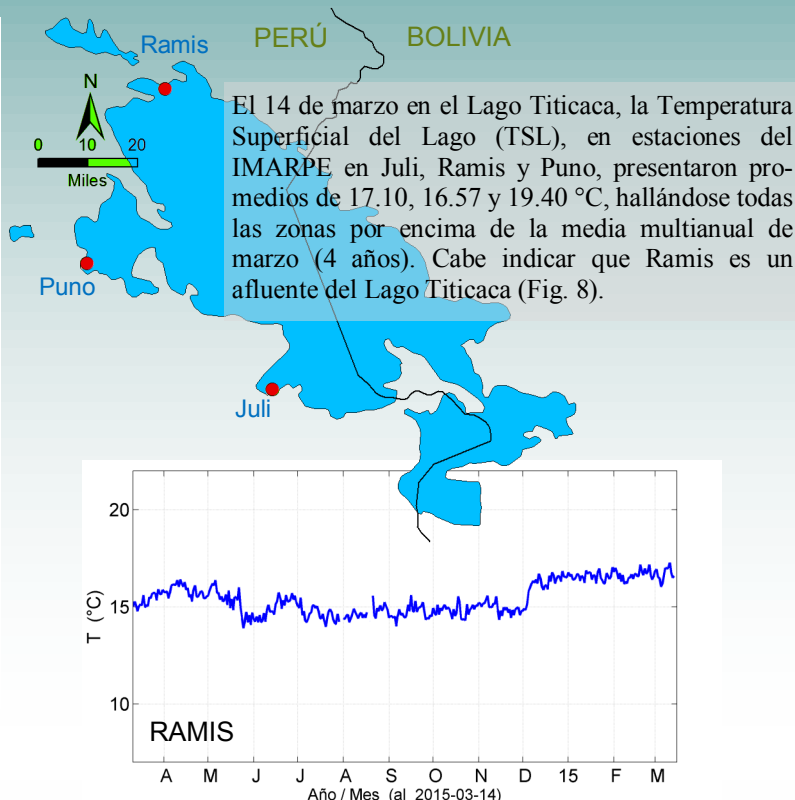 PERÚ
BOLIVIA
Ramis
N
0 10 20
Miles
El 14 de marzo en el Lago Titicaca, la Temperatura
Superficial del Lago (TSL), en estaciones del
IMARPE en Juli, Ramis y Puno, presentaron pro-
medios de 17.10, 16.57 y 19.40 °C, hallándose todas
las zonas por encima de la media multianual de
marzo (4 años). Cabe indicar que Ramis es un
afluente del Lago Titicaca (Fig. 8).
Puno
Juli
20
15
10
T (°C)
RAMIS
A M J J A S O N D 15 F M
Año / Mes (al 2015-03-14)